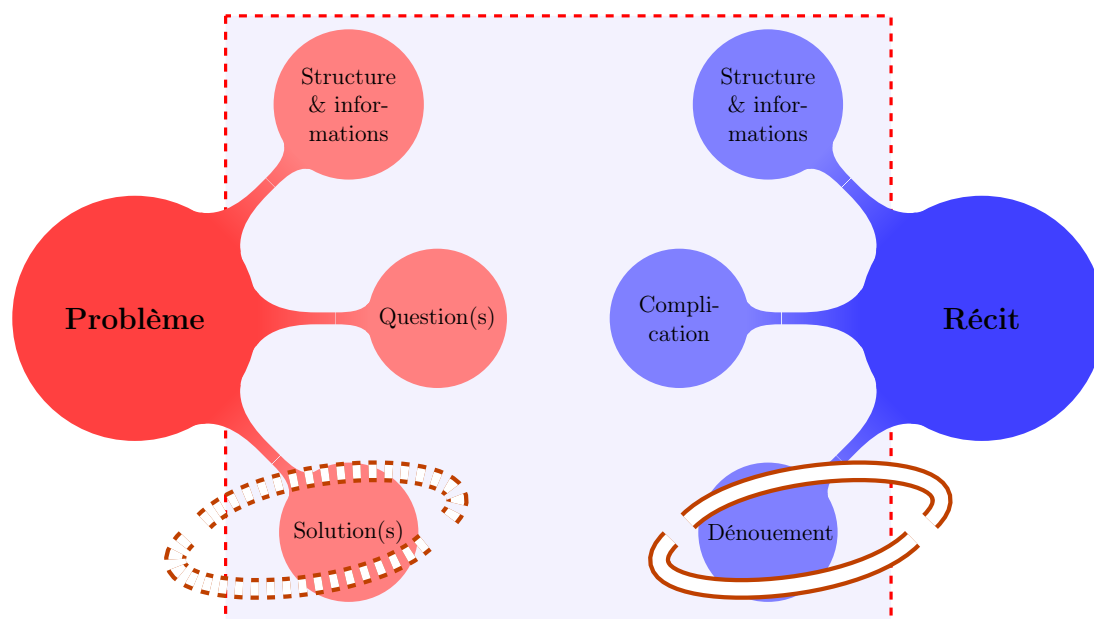 Structure
& infor-
mations
Structure
& infor-
mations
Problème
Question(s)
Compli-
cation
Récit
Solution(s)
Dénouement